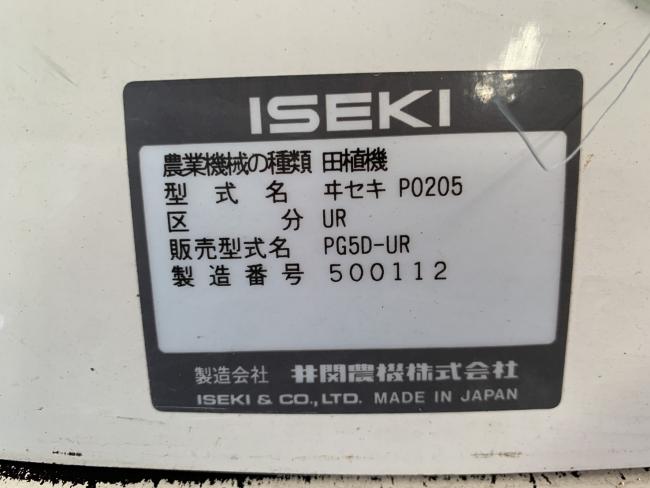 ISEKI
農業機械の種類 田植機
型式名 ヰセキ P0205
区分 UR
販売型式名 PG5D-UR
製造番号 500112
製造会社 井関農機株式会社
ISEKI & CO., LTD. MADE IN JAPAN